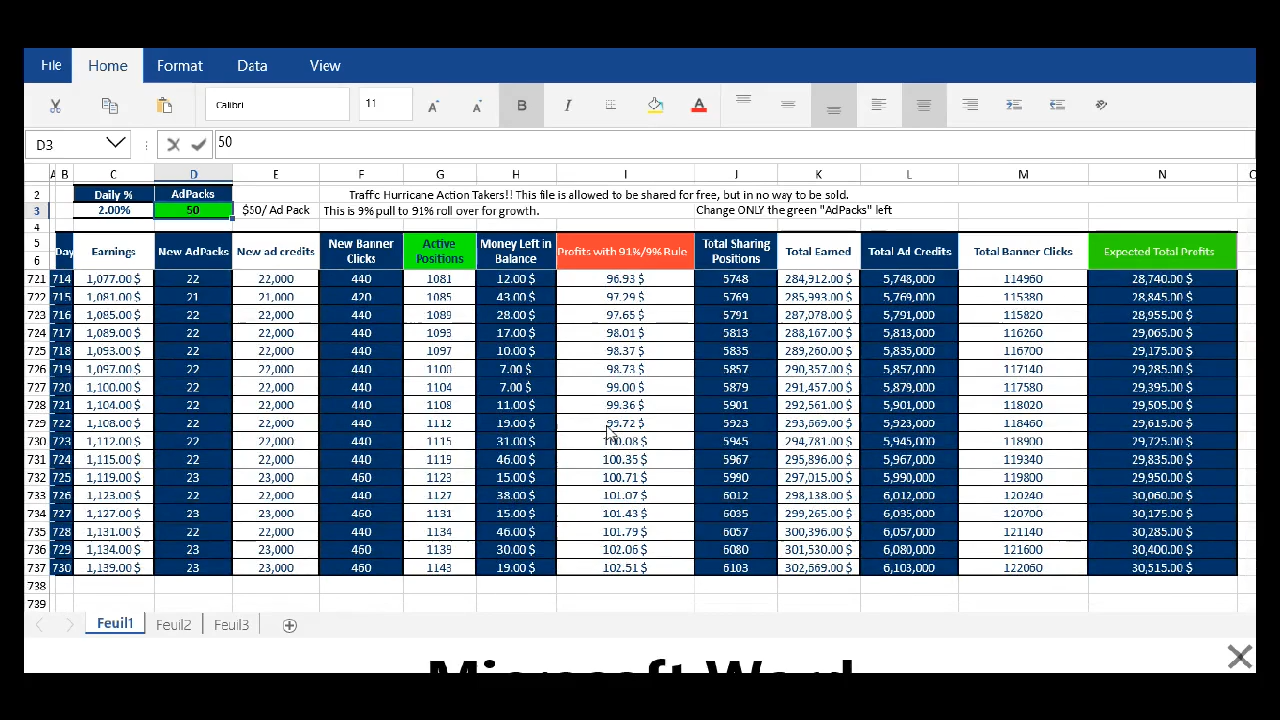 File Home Format Data View
Calibri 11 A A B I A
D3 50
A B C D E F G H I J K L M N
2 Daily % AdPacks Traffc Hurricane Action Takers!! This file is allowed to be shared for free, but in no way to be sold.
3 2.00% 50 $50/ Ad Pack This is 9% pull to 91% roll over for growth. Change ONLY the green "AdPacks" left
4
5 6 Day Earnings New AdPacks New ad credits New Banner Clicks Active Positions Money Left in Balance Profits with 91%/9% Rule Total Sharing Positions Total Earned Total Ad Credits Total Banner Clicks Expected Total Profits
721 714 1,077.00 $ 22 22,000 440 1081 12.00 $ 96.93 $ 5748 284,912.00 $ 5,748,000 114960 28,740.00 $
722 715 1,081.00 $ 21 21,000 420 1085 43.00 $ 97.29 $ 5769 285,993.00 $ 5,769,000 115380 28,845.00 $
723 716 1,085.00 $ 22 22,000 440 1089 28.00 $ 97.65 $ 5791 287,078.00 $ 5,791,000 115820 28,955.00 $
724 717 1,089.00 $ 22 22,000 440 1093 17.00 $ 98.01 $ 5813 288,167.00 $ 5,813,000 116260 29,065.00 $
725 718 1,093.00 $ 22 22,000 440 1097 10.00 $ 98.37 $ 5835 289,260.00 $ 5,835,000 116700 29,175.00 $
726 719 1,097.00 $ 22 22,000 440 1100 7.00 $ 98.73 $ 5857 290,357.00 $ 5,857,000 117140 29,285.00 $
727 720 1,100.00 $ 22 22,000 440 1104 7.00 $ 99.00 $ 5879 291,457.00 $ 5,879,000 117580 29,395.00 $
728 721 1,104.00 $ 22 22,000 440 1108 11.00 $ 99.36 $ 5901 292,561.00 $ 5,901,000 118020 29,505.00 $
729 722 1,108.00 $ 22 22,000 440 1112 19.00 $ 99.72 $ 5923 293,669.00 $ 5,923,000 118460 29,615.00 $
730 723 1,112.00 $ 22 22,000 440 1115 31.00 $ 100.08 $ 5945 294,781.00 $ 5,945,000 118900 29,725.00 $
731 724 1,115.00 $ 22 22,000 440 1119 46.00 $ 100.35 $ 5967 295,896.00 $ 5,967,000 119340 29,835.00 $
732 725 1,119.00 $ 23 23,000 460 1123 15.00 $ 100.71 $ 5990 297,015.00 $ 5,990,000 119800 29,950.00 $
733 726 1,123.00 $ 22 22,000 440 1127 38.00 $ 101.07 $ 6012 298,138.00 $ 6,012,000 120240 30,060.00 $
734 727 1,127.00 $ 23 23,000 460 1131 15.00 $ 101.43 $ 6035 299,265.00 $ 6,035,000 120700 30,175.00 $
735 728 1,131.00 $ 22 22,000 440 1134 46.00 $ 101.79 $ 6057 300,396.00 $ 6,057,000 121140 30,285.00 $
736 729 1,134.00 $ 23 23,000 460 1139 30.00 $ 102.06 $ 6080 301,530.00 $ 6,080,000 121600 30,400.00 $
737 730 1,139.00 $ 23 23,000 460 1143 19.00 $ 102.51 $ 6103 302,669.00 $ 6,103,000 122060 30,515.00 $
738
739
Feuil1 Feuil2 Feuil3
Microsoft Word